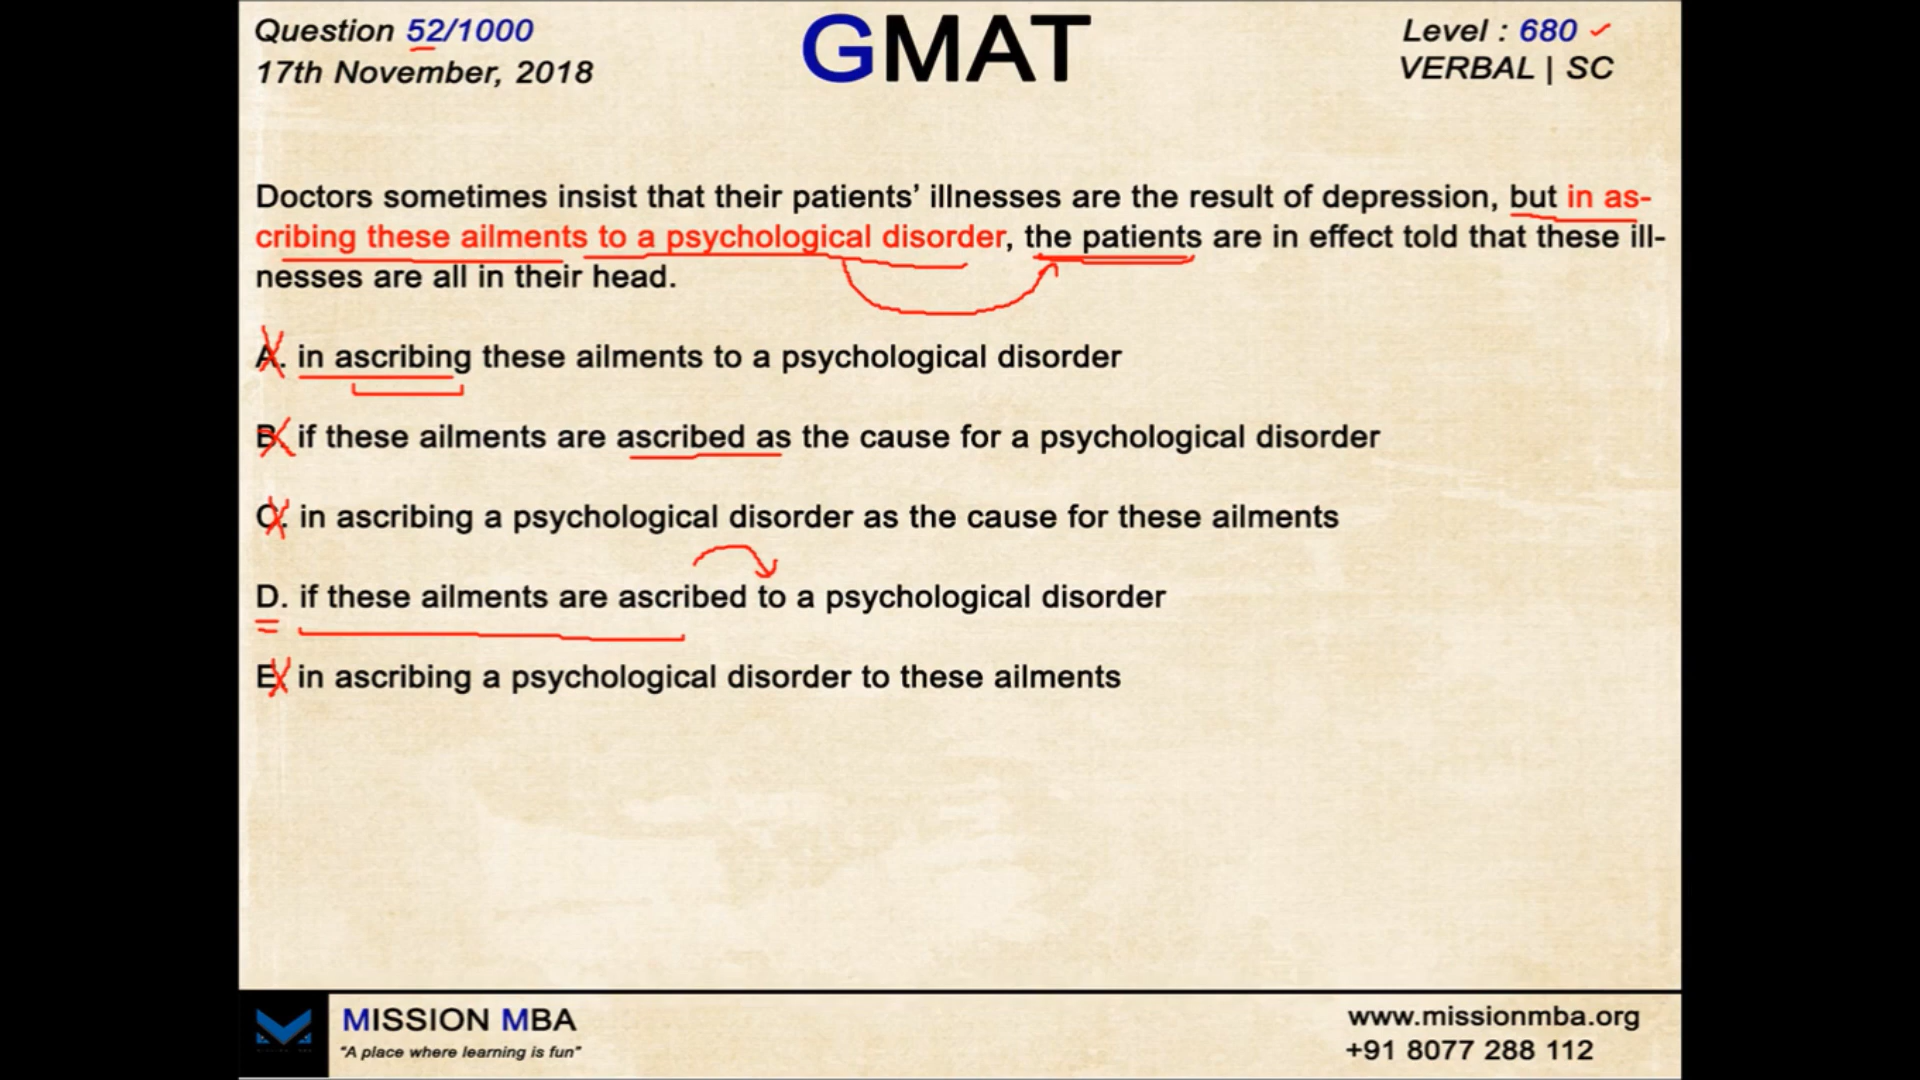 Question 52/1000
17th November, 2018
GMAT
Level : 680
VERBAL | SC
Doctors sometimes insist that their patients’ illnesses are the result of depression, but in as-
cribing these ailments to a psychological disorder, the patients are in effect told that these ill-
nesses are all in their head.
A. in ascribing these ailments to a psychological disorder
B. if these ailments are ascribed as the cause for a psychological disorder
C. in ascribing a psychological disorder as the cause for these ailments
D. if these ailments are ascribed to a psychological disorder
E. in ascribing a psychological disorder to these ailments
MISSION MBA
“A place where learning is fun”
www.missionmba.org
+91 8077 288 112